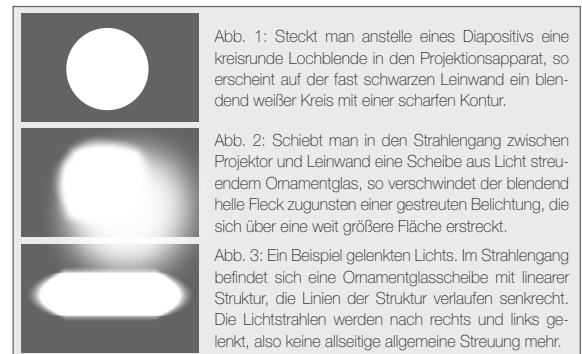 Abb. 1: Steckt man anstelle eines Diapositivs eine
kreisrunde Lochblende in den Projektionsapparat, so
erscheint auf der fast schwarzen Leinwand ein blen-
dend weißer Kreis mit einer scharfen Kontur.
Abb. 2: Schiebt man in den Strahlengang zwischen
Projektor und Leinwand eine Scheibe aus Licht streu-
endem Ornamentglas, so verschwindet der blendend
helle Fleck zugunsten einer gestreuten Belichtung, die
sich über eine weit größere Fläche erstreckt.
Abb. 3: Ein Beispiel gelenkten Lichts. Im Strahlengang
befindet sich eine Ornamentglasscheibe mit linearer
Struktur, die Linien der Struktur verlaufen senkrecht.
Die Lichtstrahlen werden nach rechts und links ge-
lenkt, also keine allseitige allgemeine Streuung mehr.